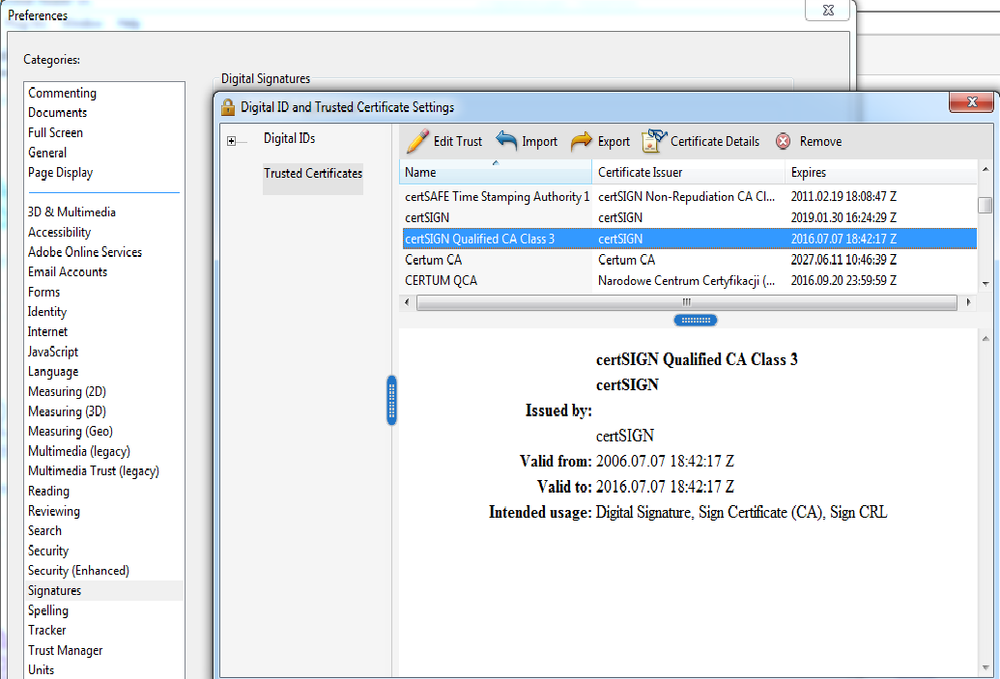 Preferences
Categories:
Commenting
Documents
Full Screen
General
Page Display
3D & Multimedia
Accessibility
Adobe Online Services
Email Accounts
Forms
Identity
Internet
JavaScript
Language
Measuring (2D)
Measuring (3D)
Measuring (Geo)
Multimedia (legacy)
Multimedia Trust (legacy)
Reading
Reviewing
Search
Security
Security (Enhanced)
Signatures
Spelling
Tracker
Trust Manager
Units
Digital Signatures
Digital ID and Trusted Certificate Settings
Digital IDs
Trusted Certificates
Edit Trust Import Export Certificate Details Remove
Name Certificate Issuer Expires
certSAFE Time Stamping Authority 1 certSIGN Non-Repudiation CA Cl... 2011.02.19 18:08:47 Z
certSIGN certSIGN 2019.01.30 16:24:29 Z
certSIGN Qualified CA Class 3 certSIGN 2016.07.07 18:42:17 Z
Certum CA Certum CA 2027.06.11 10:46:39 Z
CERTUM QCA Narodowe Centrum Certyfikacji (... 2016.09.20 23:59:59 Z
certSIGN Qualified CA Class 3
certSIGN
Issued by:
certSIGN
Valid from: 2006.07.07 18:42:17 Z
Valid to: 2016.07.07 18:42:17 Z
Intended usage: Digital Signature, Sign Certificate (CA), Sign CRL